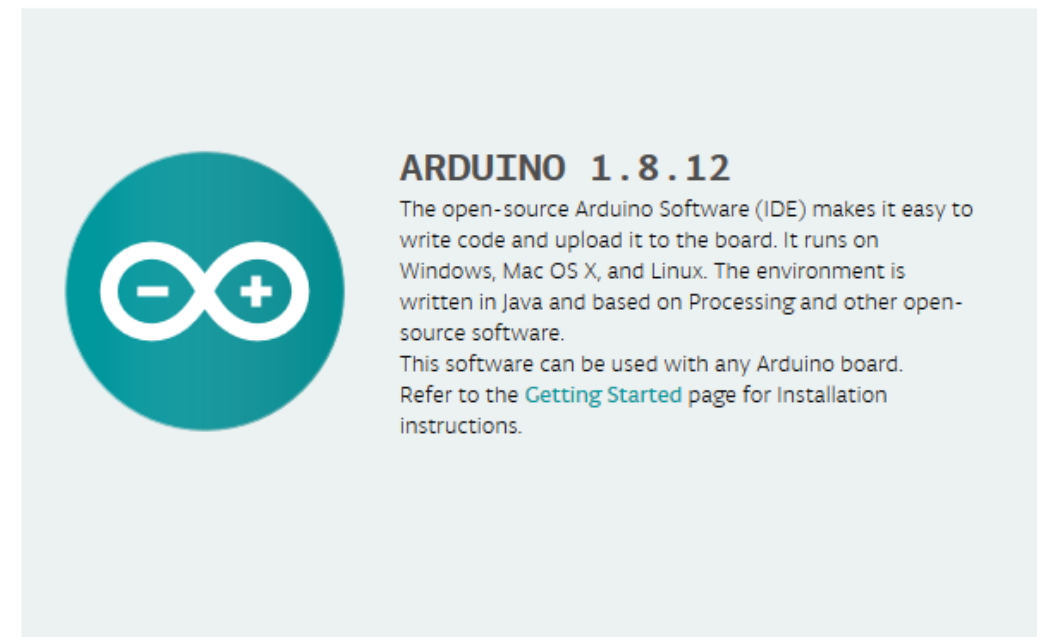 ARDUINO 1.8.12
The open-source Arduino Software (IDE) makes it easy to
write code and upload it to the board. It runs on
Windows, Mac OS X, and Linux. The environment is
written in Java and based on Processing and other open-
source software.
This software can be used with any Arduino board.
Refer to the Getting Started page for Installation
instructions.